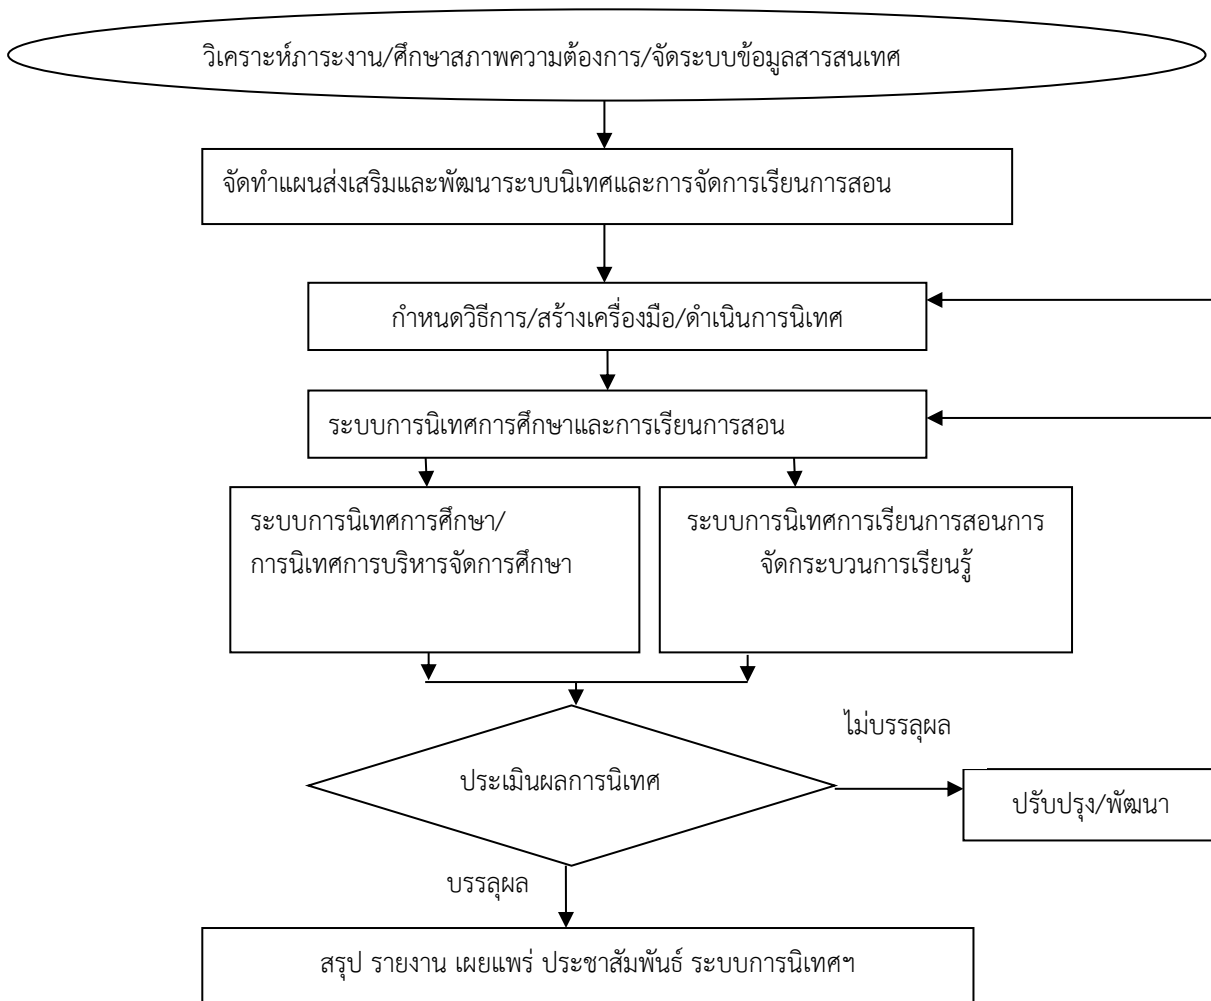 วิเคราะห์ภาระงาน/ศึกษาสภาพความต้องการ/จัดระบบข้อมูลสารสนเทศ
จัดทำแผนส่งเสริมและพัฒนาระบบนิเทศและการจัดการเรียนการสอน
กำหนดวิธีการ/สร้างเครื่องมือ/ดำเนินการนิเทศ
ระบบการนิเทศการศึกษาและการเรียนการสอน
ระบบการนิเทศการศึกษา/
การนิเทศการบริหารจัดการศึกษา
ระบบการนิเทศการเรียนการสอนการ
จัดกระบวนการเรียนรู้
ไม่บรรลุผล
ประเมินผลการนิเทศ
ปรับปรุง/พัฒนา
บรรลุผล
สรุป รายงาน เผยแพร่ ประชาสัมพันธ์ ระบบการนิเทศฯ